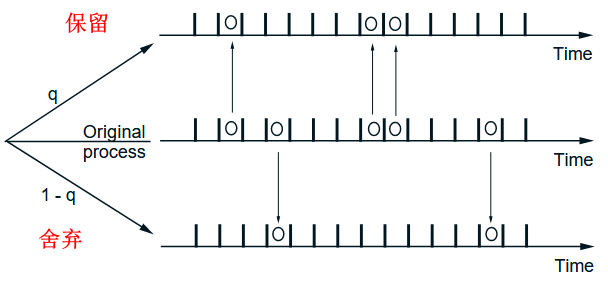 保留
Time
q
Original
process
Time
1 - q
舍弃
Time